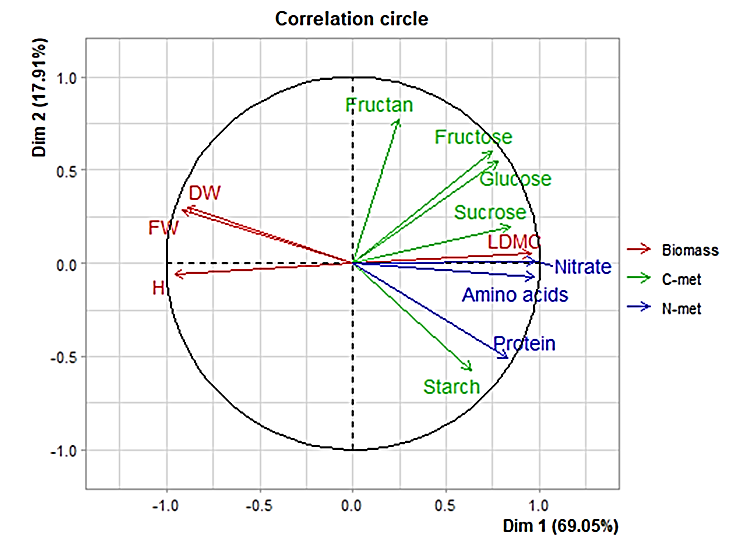 Correlation circle
Dim 2 (17.91%)
1.0
0.5
0.0
-0.5
-1.0
Fructan
Fructose
Glucose
Sucrose
LDMC
DW
FW
H
Nitrate
Amino acids
Protein
Starch
Biomass
C-met
N-met
-1.0
-0.5
0.0
0.5
1.0
Dim 1 (69.05%)